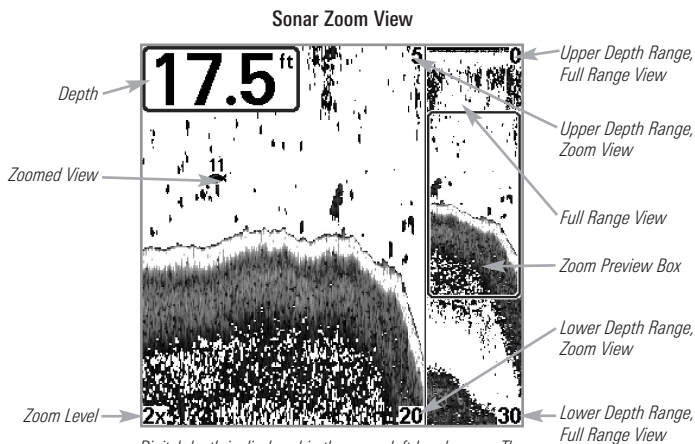 Sonar Zoom View
17.5 ft
5
0
Depth
Upper Depth Range,
Full Range View
Upper Depth Range,
Zoom View
11
Zoomed View
Full Range View
Zoom Preview Box
Lower Depth Range,
Zoom View
Zoom Level
2x
20
30
Lower Depth Range,
Full Range View